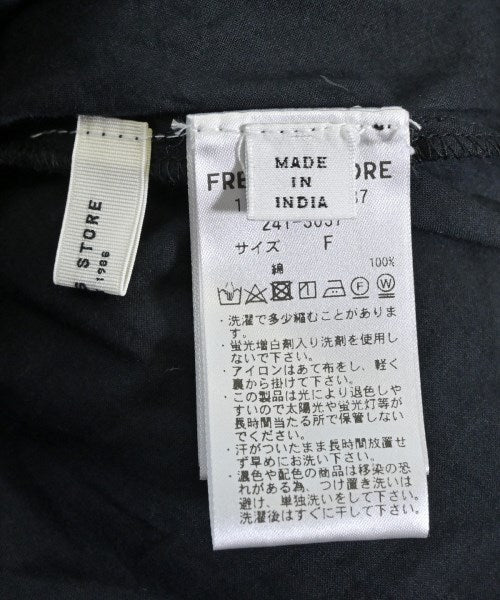 STORE
1986
MADE
IN
INDIA
FRE ORE
サイズ F
綿 100%
・洗濯で多少縮むことがありま
す。
・蛍光増白剤入り洗剤を使用し
ないで下さい。
・アイロンはあて布をし、軽く
裏から掛けて下さい。
・この製品は光により退色しや
すいので太陽光や蛍光灯等が
長時間当たる所で保管しない
でください。
・汗がついたまま長時間放置せ
ず早めにお洗い下さい。
・濃色や配色の商品は移染の恐
れがある為、つけ置き洗いは
避け、単独洗いをして下さい。
洗濯後はすぐに干して下さい。